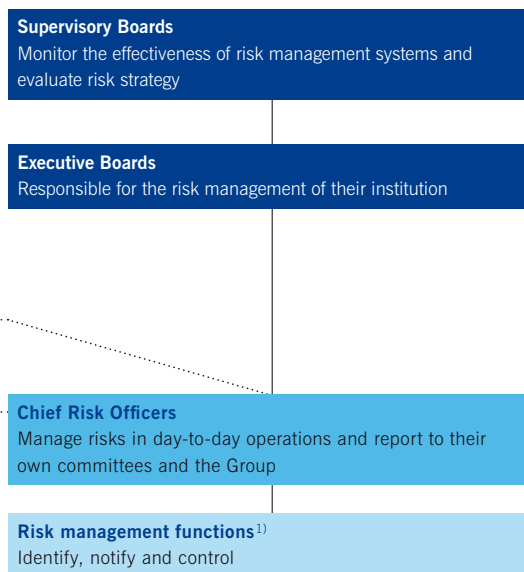 Supervisory Boards
Monitor the effectiveness of risk management systems and
evaluate risk strategy
Executive Boards
Responsible for the risk management of their institution
Chief Risk Officers
Manage risks in day-to-day operations and report to their
own committees and the Group
Risk management functions1)
Identify, notify and control